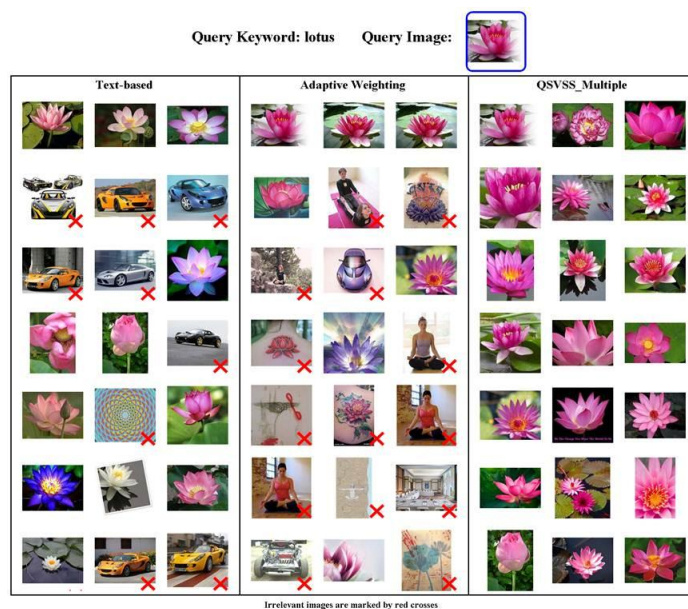 Query Keyword: lotus Query Image:
Text-based Adaptive Weighting QSVSS_Multiple
Irrelevant images are marked by red crosses